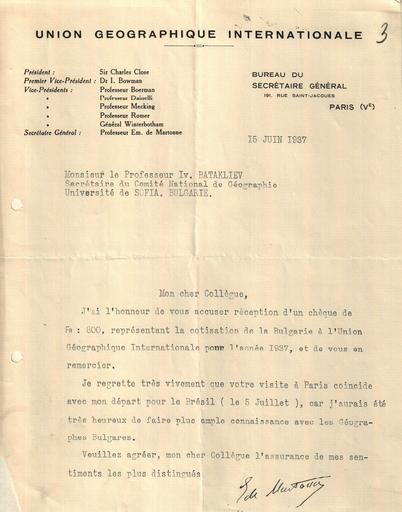 UNION GEOGRAPHIQUE INTERNATIONALE
3
Président : Sir Charles Close
Premier Vice-Président : Dr I. Bowman
Vice-Présidents : Professeur Boerman
" Professeur Dainelli
" Professeur Mecking
" Professeur Romer
" Général Winterbotham
Secrétaire Général : Professeur Em. de Martonne
BUREAU DU
SECRÉTAIRE GÉNÉRAL
191, RUE SAINT-JACQUES
PARIS (Ve)
15 JUIN 1937
Monsieur le Professeur Iv. BATAKLIEV
Secrétaire du Comité National de Géographie
Université de SOFIA. BULGARIE.
Mon cher Collègue,
J'ai l'honneur de vous accuser réception d'un chèque de
Fs : 800, représentant la cotisation de la Bulgarie à l'Union
Géographique Internationale pour l'année 1937, et de vous en
remercier.
Je regrette très vivement que votre visite à Paris coincide
avec mon départ pour le Brésil ( le 5 Juillet ), car j'aurais été
très heureux de faire plus ample connaissance avec les Géogra-
phes Bulgares.
Veuillez agréer, mon cher Collègue l'assurance de mes sen-
timents les plus distingués
E de Martonne